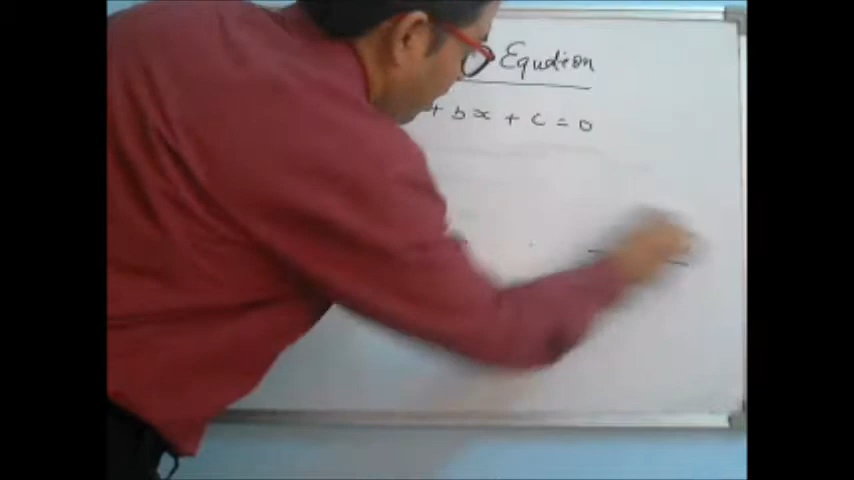 Equation
+ bx + c = 0